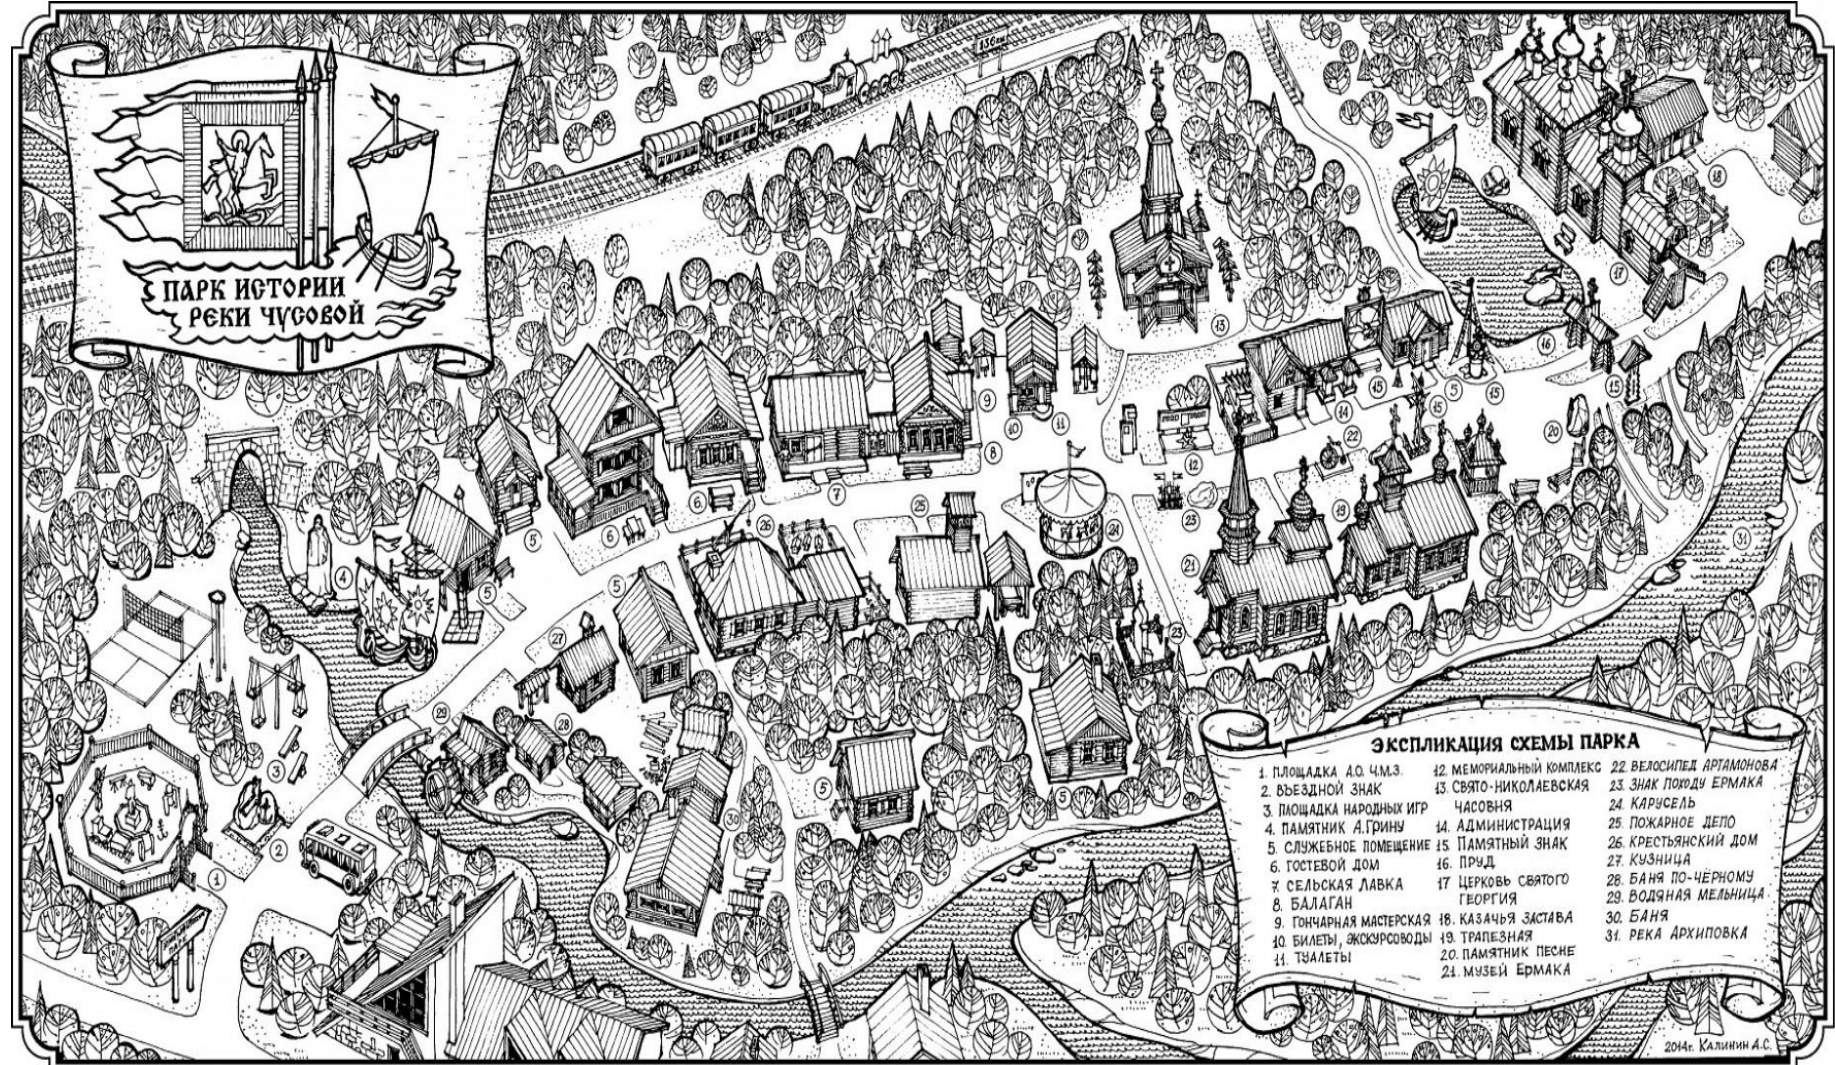 ПАРК ИСТОРИИ
РЕКИ ЧУСОВОЙ
136км
ЭКСПЛИКАЦИЯ СХЕМЫ ПАРКА
1. ПЛОЩАДКА А.О. Ч.М.З.
2. ВЪЕЗДНОЙ ЗНАК
3. ПЛОЩАДКА НАРОДНЫХ ИГР
4. ПАМЯТНИК А.ГРИНУ
5. СЛУЖЕБНОЕ ПОМЕЩЕНИЕ
6. ГОСТЕВОЙ ДОМ
7. СЕЛЬСКАЯ ЛАВКА
8. БАЛАГАН
9. ГОНЧАРНАЯ МАСТЕРСКАЯ
10. БИЛЕТЫ, ЭКСКУРСОВОДЫ
11. ТУАЛЕТЫ
12. МЕМОРИАЛЬНЫЙ КОМПЛЕКС
13. СВЯТО-НИКОЛАЕВСКАЯ
ЧАСОВНЯ
14. АДМИНИСТРАЦИЯ
15. ПАМЯТНЫЙ ЗНАК
16. ПРУД
17 ЦЕРКОВЬ СВЯТОГО
ГЕОРГИЯ
18. КАЗАЧЬЯ ЗАСТАВА
19. ТРАПЕЗНАЯ
20. ПАМЯТНИК ПЕСНЕ
21. МУЗЕЙ ЕРМАКА
22. ВЕЛОСИПЕД АРТАМОНОВА
23. ЗНАК ПОХОДУ ЕРМАКА
24. КАРУСЕЛЬ
25. ПОЖАРНОЕ ДЕПО
26. КРЕСТЬЯНСКИЙ ДОМ
27. КУЗНИЦА
28. БАНЯ ПО-ЧЁРНОМУ
29. ВОДЯНАЯ МЕЛЬНИЦА
30. БАНЯ
31. РЕКА АРХИПОВКА
2014г. КАЛИНИН А.С.